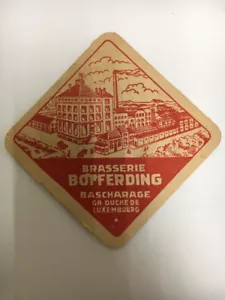 BRASSERIE
BOFFERDING
BASCHARAGE
GR. DUCHE DE
LUXEMBOURG